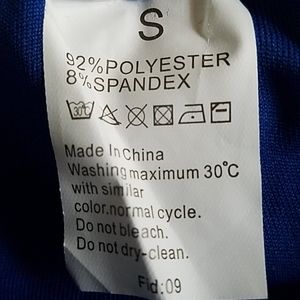 S
92%POLYESTER
8%SPANDEX
30°C
Made In China
Washing maximum 30°C
with similar
color.normal cycle.
Do not bleach.
Do not dry-clean.
Fid:09